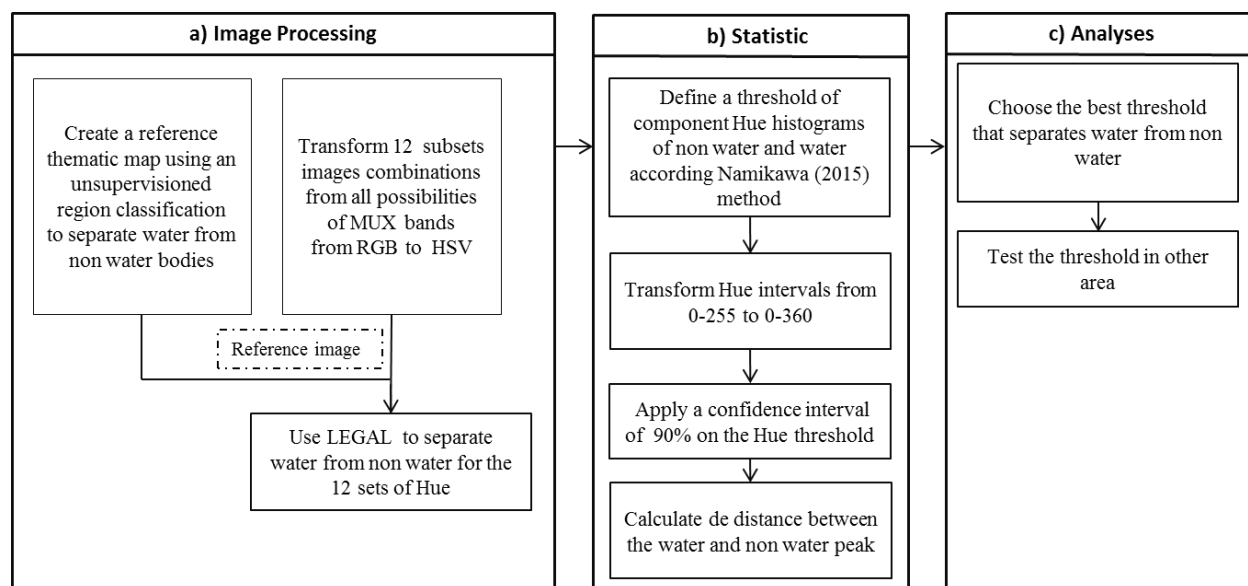 a) Image Processing
Create a reference
thematic map using an
unsupervisioned
region classification
to separate water from
non water bodies
Transform 12 subsets
images combinations
from all possibilities
of MUX bands
from RGB to HSV
Reference image
Use LEGAL to separate
water from non water for the
12 sets of Hue
b) Statistic
Define a threshold of
component Hue histograms
of non water and water
according Namikawa (2015)
method
Transform Hue intervals from
0-255 to 0-360
Apply a confidence interval
of 90% on the Hue threshold
Calculate de distance between
the water and non water peak
c) Analyses
Choose the best threshold
that separates water from non
water
Test the threshold in other
area